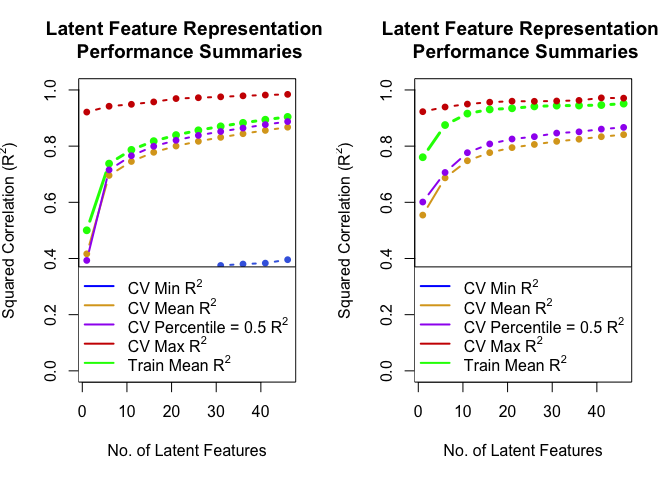 Latent Feature Representation
Performance Summaries
Squared Correlation (R²)
1.0
0.8
0.6
0.4
0.2
0.0
CV Min R²
CV Mean R²
CV Percentile = 0.5 R²
CV Max R²
Train Mean R²
0 10 20 30 40
No. of Latent Features
Latent Feature Representation
Performance Summaries
Squared Correlation (R²)
1.0
0.8
0.6
0.4
0.2
0.0
CV Min R²
CV Mean R²
CV Percentile = 0.5 R²
CV Max R²
Train Mean R²
0 10 20 30 40
No. of Latent Features